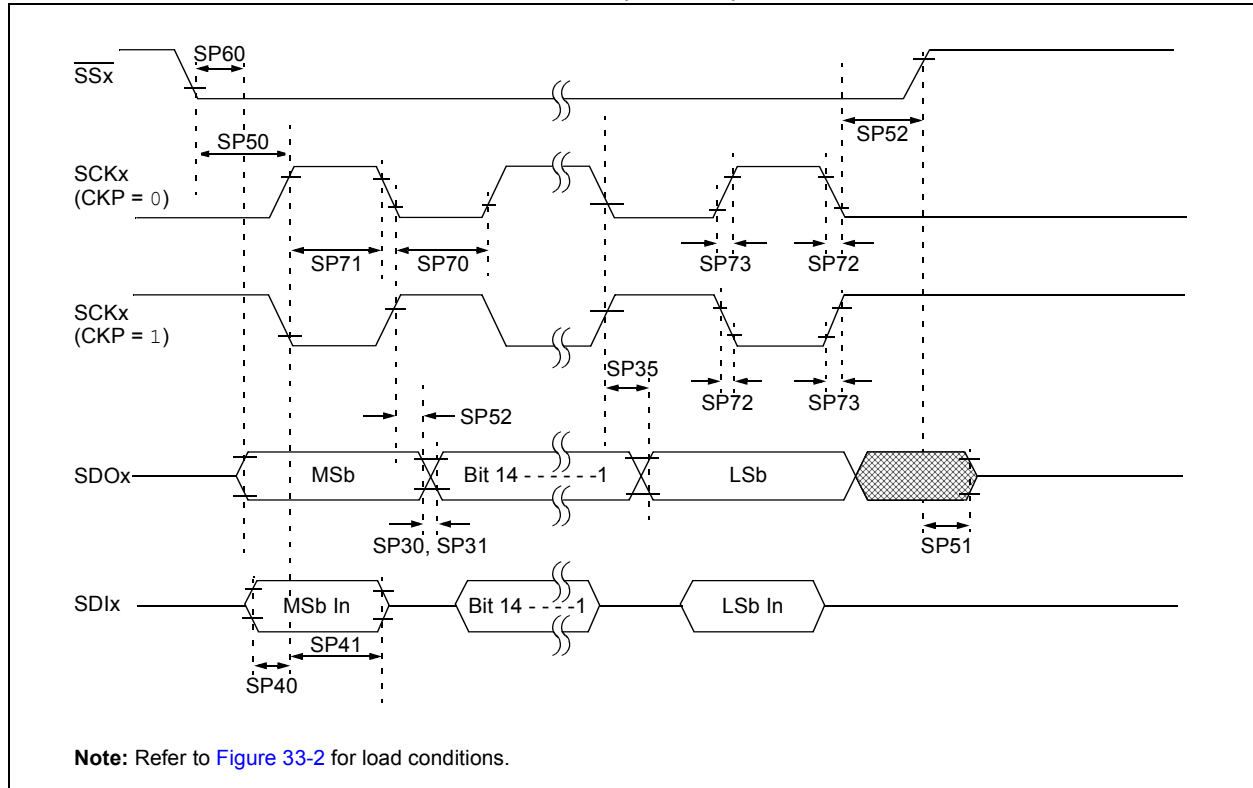 SP60
SSx
SP50
SP52
SCKx
(CKP = 0)
SP71
SP70
SP73
SP72
SCKx
(CKP = 1)
SP35
SP72
SP73
SP52
SDOx
MSb
Bit 14 - - - - - -1
LSb
SP30, SP31
SP51
SDIx
MSb In
Bit 14 - - - -1
LSb In
SP41
SP40
Note: Refer to Figure 33-2 for load conditions.